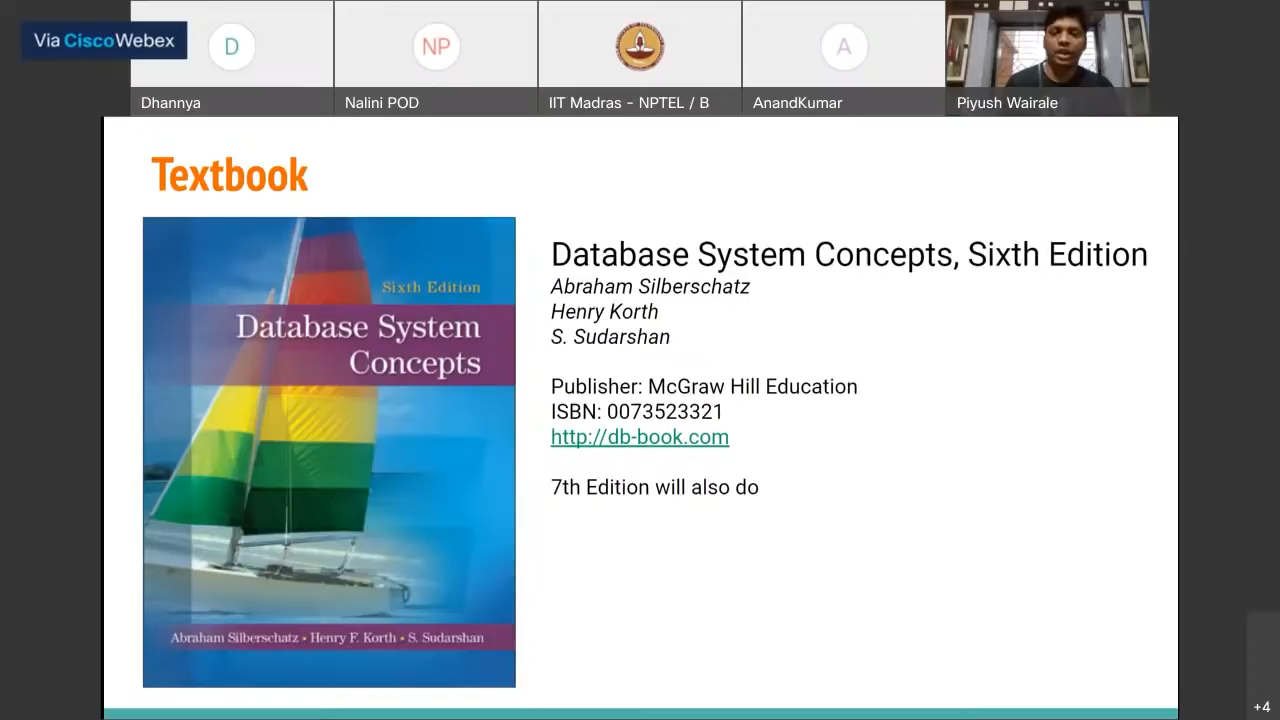 Via CiscoWebex
D
NP
A
Dhannya
Nalini POD
IIT Madras - NPTEL / B
AnandKumar
Piyush Wairale
Textbook
Sixth Edition
Database System
Concepts
Abraham Silberschatz • Henry F. Korth • S. Sudarshan
Database System Concepts, Sixth Edition
Abraham Silberschatz
Henry Korth
S. Sudarshan
Publisher: McGraw Hill Education
ISBN: 0073523321
http://db-book.com
7th Edition will also do
+4